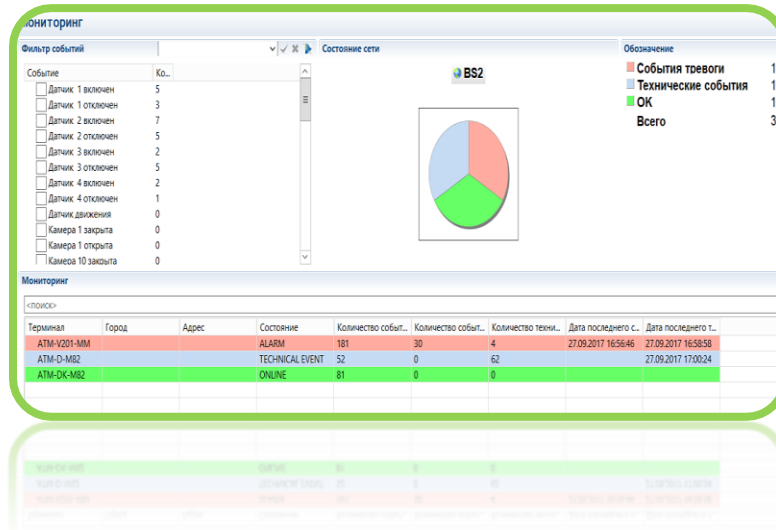 мониторинг
Фильтр событий
Состояние сети
Обозначение
Событие Ко...
Датчик 1 включен 5
Датчик 1 отключен 3
Датчик 2 включен 7
Датчик 2 отключен 5
Датчик 3 включен 2
Датчик 3 отключен 5
Датчик 4 включен 2
Датчик 4 отключен 1
Датчик движения 0
Камера 1 закрыта 0
Камера 1 открыта 0
Камера 10 закрыта 0
BS2
События тревоги 1
Технические события 1
OK 1
Всего 3
Мониторинг
<поиск>
Терминал Город Адрес Состояние Количество событ... Количество событ... Количество техни... Дата последнего с... Дата последнего т...
ATM-V201-MM ALARM 181 30 4 27.09.2017 16:56:46 27.09.2017 16:58:58
ATM-D-M82 TECHNICAL EVENT 52 0 62 27.09.2017 17:00:24
ATM-DK-M82 ONLINE 81 0 0